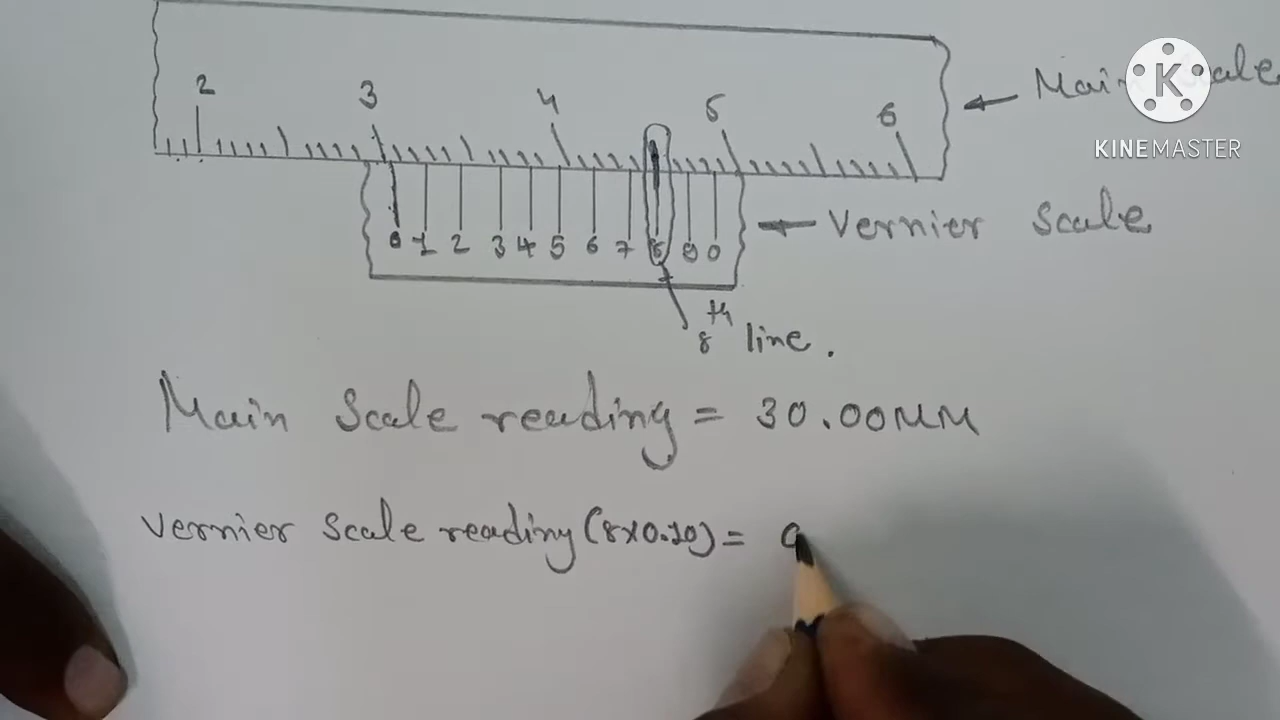 2 3 4 5 6
Main Scale
KINEMASTER
0 1 2 3 4 5 6 7 8 9 0
Vernier Scale
8th line.
Main Scale reading = 30.00MM
Vernier Scale reading (8x0.10) = 0